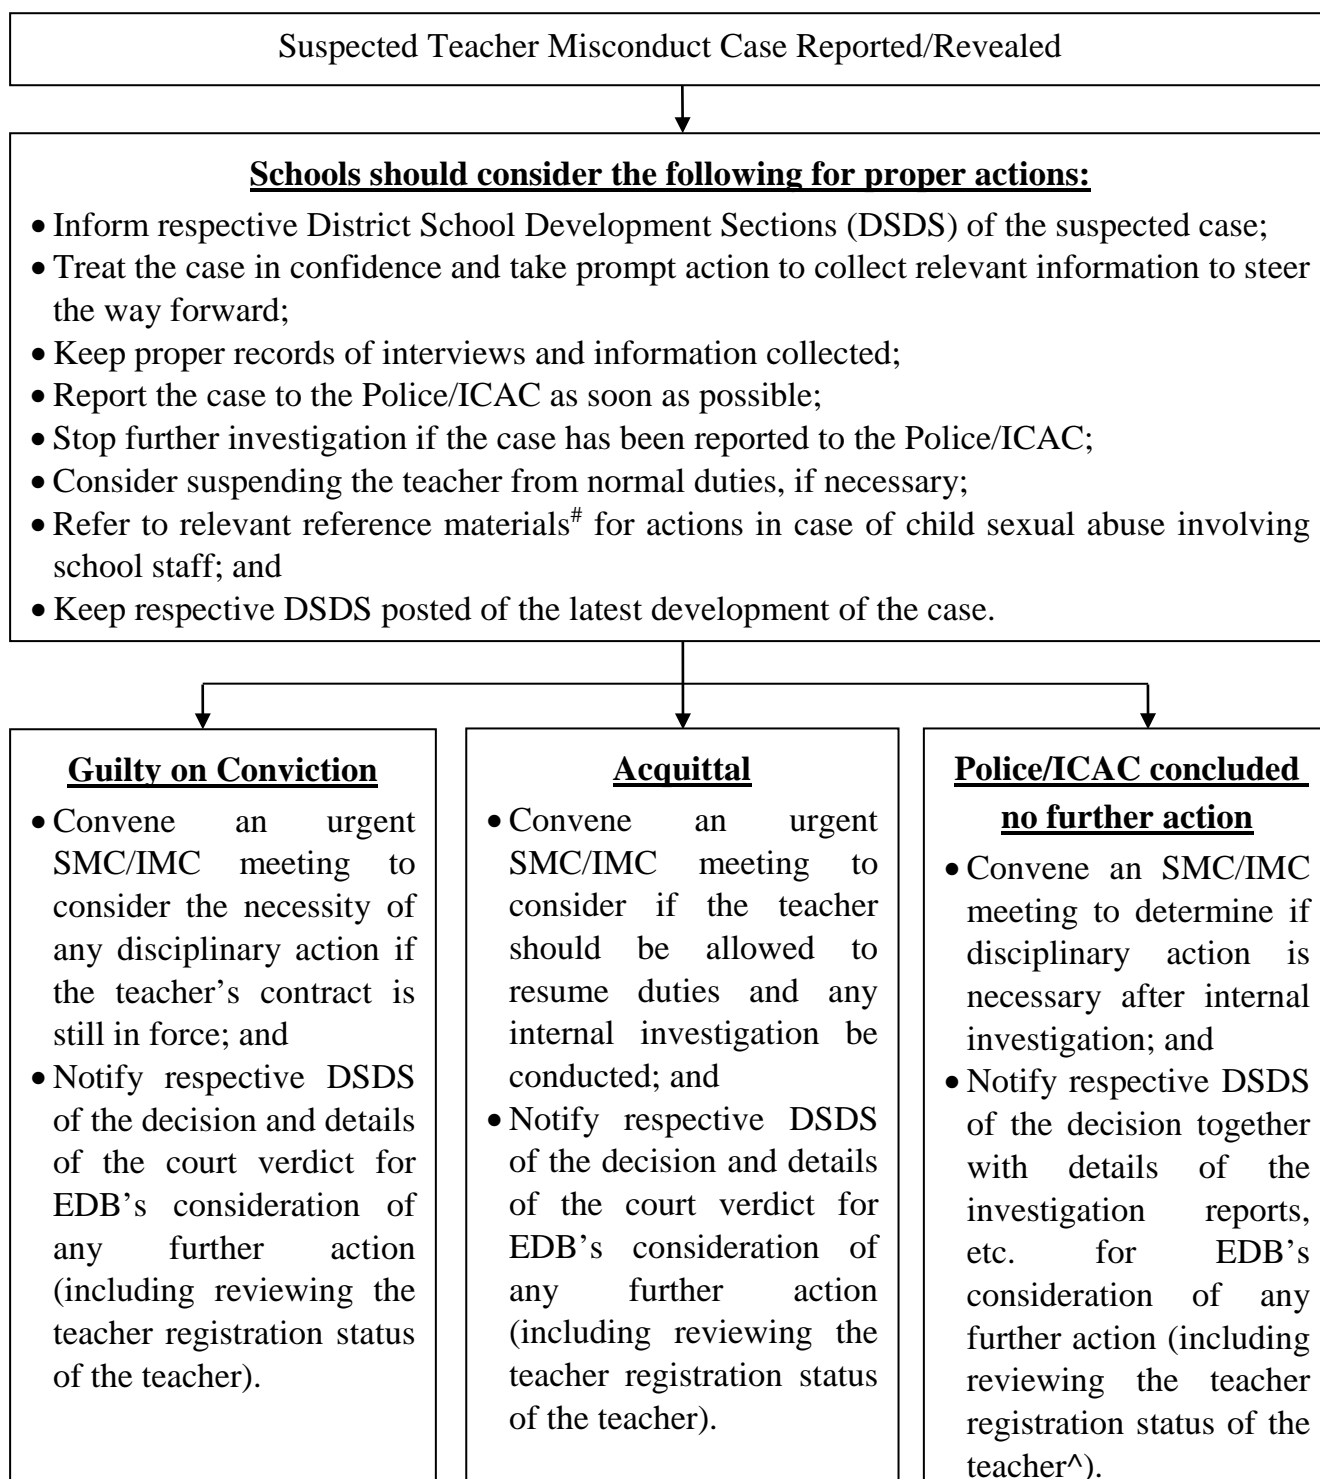 Suspected Teacher Misconduct Case Reported/Revealed
Schools should consider the following for proper actions:
• Inform respective District School Development Sections (DSDS) of the suspected case;
• Treat the case in confidence and take prompt action to collect relevant information to steer
the way forward;
• Keep proper records of interviews and information collected;
• Report the case to the Police/ICAC as soon as possible;
• Stop further investigation if the case has been reported to the Police/ICAC;
• Consider suspending the teacher from normal duties, if necessary;
• Refer to relevant reference materials# for actions in case of child sexual abuse involving
school staff; and
• Keep respective DSDS posted of the latest development of the case.
Guilty on Conviction
• Convene an urgent
SMC/IMC meeting to
consider the necessity of
any disciplinary action if
the teacher’s contract is
still in force; and
• Notify respective DSDS
of the decision and details
of the court verdict for
EDB’s consideration of
any further action
(including reviewing the
teacher registration status
of the teacher).
Acquittal
• Convene an urgent
SMC/IMC meeting to
consider if the teacher
should be allowed to
resume duties and any
internal investigation be
conducted; and
• Notify respective DSDS
of the decision and details
of the court verdict for
EDB’s consideration of
any further action
(including reviewing the
teacher registration status
of the teacher).
Police/ICAC concluded
no further action
• Convene an SMC/IMC
meeting to determine if
disciplinary action is
necessary after internal
investigation; and
• Notify respective DSDS
of the decision together
with details of the
investigation reports,
etc. for EDB’s
consideration of any
further action (including
reviewing the teacher
registration status of the
teacher^).